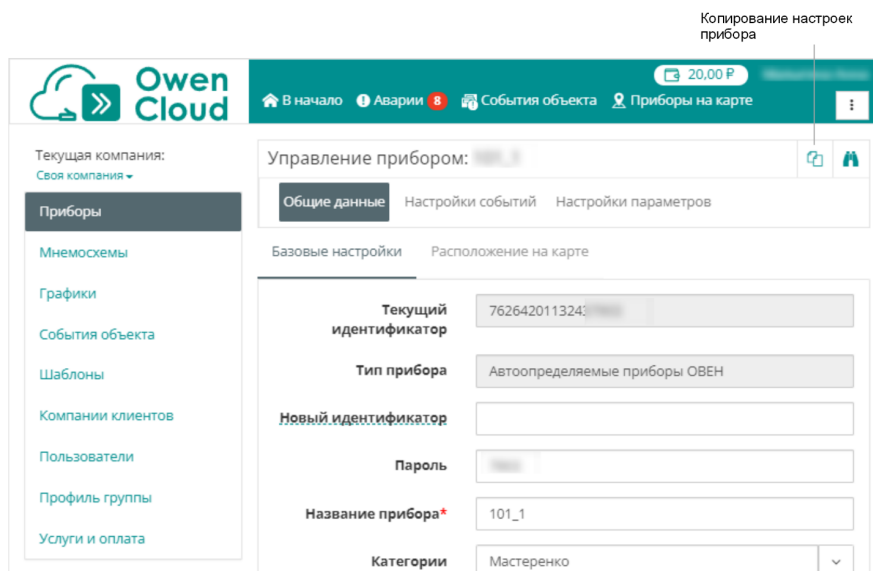 Копирование настроек
прибора
Owen
Cloud
20,00 ₽
В начало
Аварии 8
События объекта
Приборы на карте
Текущая компания:
Своя компания
Управление прибором:
Приборы
Общие данные
Настройки событий
Настройки параметров
Мнемосхемы
Базовые настройки
Расположение на карте
Графики
Текущий
идентификатор
7626420113243
События объекта
Тип прибора
Автоопределяемые приборы ОВЕН
Шаблоны
Компании клиентов
Новый идентификатор
Пользователи
Пароль
Профиль группы
Название прибора*
101_1
Услуги и оплата
Категории
Мастеренко